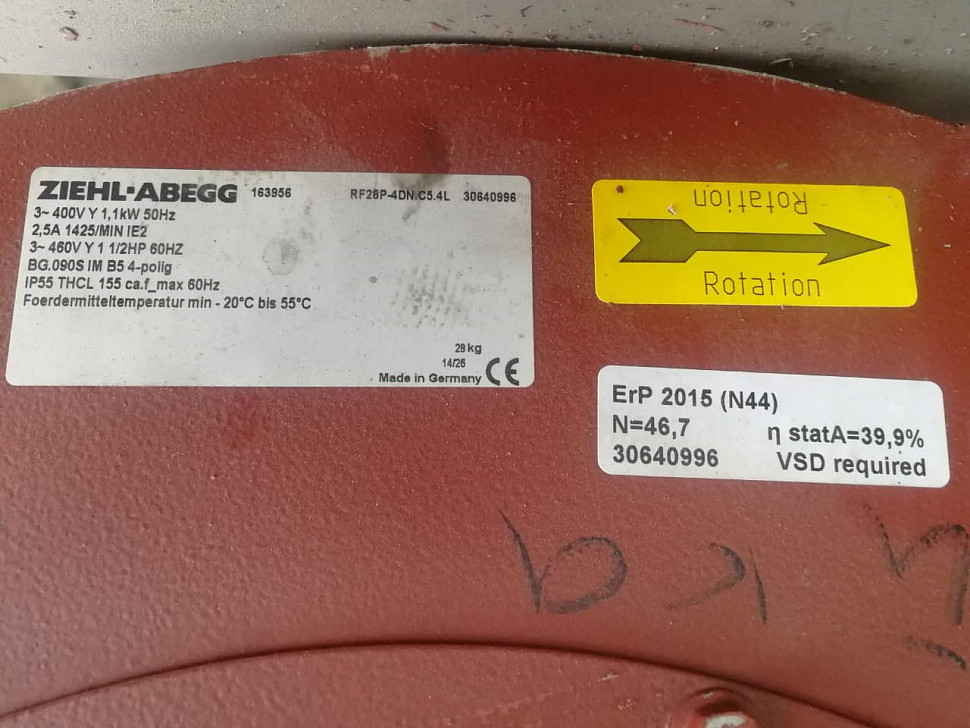 ZIEHL-ABEGG 163956 RF28P-4DN.C5.4L 30640996
3~ 400V Y 1,1kW 50Hz
2,5A 1425/MIN IE2
3~ 460V Y 1 1/2HP 60HZ
BG.090S IM B5 4-polig
IP55 THCL 155 ca.f_max 60Hz
Foerdermitteltemperatur min - 20°C bis 55°C
28kg
14/26
Made in Germany CE
Rotation
Rotation
ErP 2015 (N44)
N=46,7 η statA=39,9%
30640996 VSD required